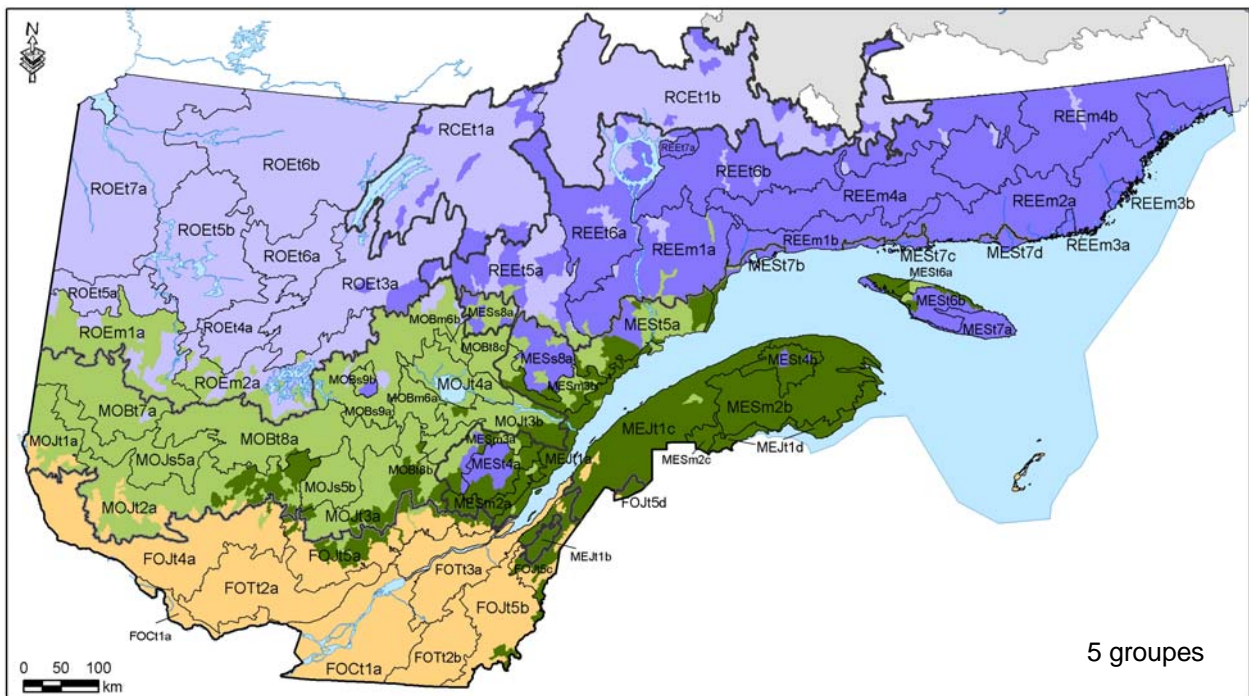 N
RCEt1b
REEm4b
RCEt1a
REEt7a
ROEt6b
REEt6b
ROEt7a
REEm4a
REEm2a
REEm3b
ROEt5b
REEt6a
REEm1a
REEm1b
MESt7c
MESt7d
REEm3a
ROEt6a
REEt5a
MESt7b
MESt6a
ROEt3a
ROEt5a
MESt6b
ROEm1a
ROEt4a
MOBm6b
MESs8a
MESt5a
MESt7a
MOBt8c
MESs8a
MESt4b
ROEm2a
MOBs9b
MOJt4a
MESm3b
MOBm6a
MOBt7a
MOBs9a
MOJt3b
MEJt1c
MESm2b
MOJt1a
MOBt8a
MESm3a
MEJt1d
MOJs5a
MOBt8b
MESt4a
MEJt1a
MESm2c
MOJs5b
MOJt2a
MOJt3a
MESm2a
FOJt5d
FOJt4a
FOJt5a
MEJt1b
FOTt3a
FOJt5c
FOTt2a
FOJt5b
FOCt1a
FOTt2b
FOCt1a
5 groupes
0 50 100
km